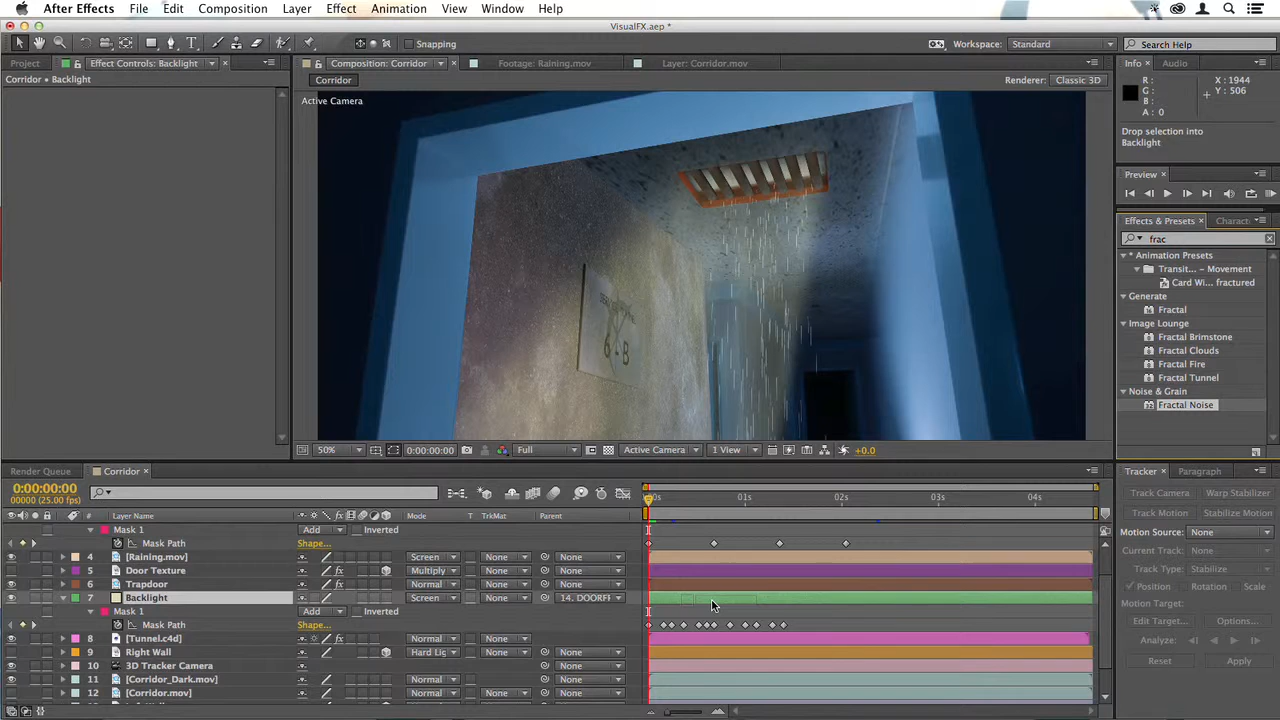 After Effects File Edit Composition Layer Effect Animation View Window Help
VisualFX.aep *
Snapping Workspace: Standard Search Help
Project Effect Controls: Backlight Composition: Corridor Footage: Raining.mov Layer: Corridor.mov Info Audio
Corridor • Backlight Corridor Renderer: Classic 3D
Active Camera
R: X: 1944
G: Y: 506
B:
A: 0
Drop selection into
Backlight
Preview
Effects & Presets Charact
frac
* Animation Presets
Transit... – Movement
Card Wi... fractured
Generate
Fractal
Image Lounge
Fractal Brimstone
Fractal Clouds
Fractal Fire
Fractal Tunnel
Noise & Grain
Fractal Noise
6-B
50% 0:00:00:00 Full Active Camera 1 View +0.0
Render Queue Corridor Tracker Paragraph
0:00:00:00
00000 (25.00 fps)
# Layer Name Mode T TrkMat Parent 01s 02s 03s 04s
Mask 1 Add Inverted
Mask Path Shape...
4 [Raining.mov] Screen None None
5 Door Texture Multiply None None
6 Trapdoor Normal None None
7 Backlight Screen None 14. DOORFI
Mask 1 Add Inverted
Mask Path Shape...
8 [Tunnel.c4d] Normal None None
9 Right Wall Hard Lig None None
10 3D Tracker Camera None
11 [Corridor_Dark.mov] Normal None None
12 [Corridor.mov] Normal None None
Track Camera Warp Stabilizer
Track Motion Stabilize Motion
Motion Source: None
Current Track: None
Track Type: Stabilize
Position Rotation Scale
Motion Target:
Edit Target... Options...
Analyze:
Reset Apply